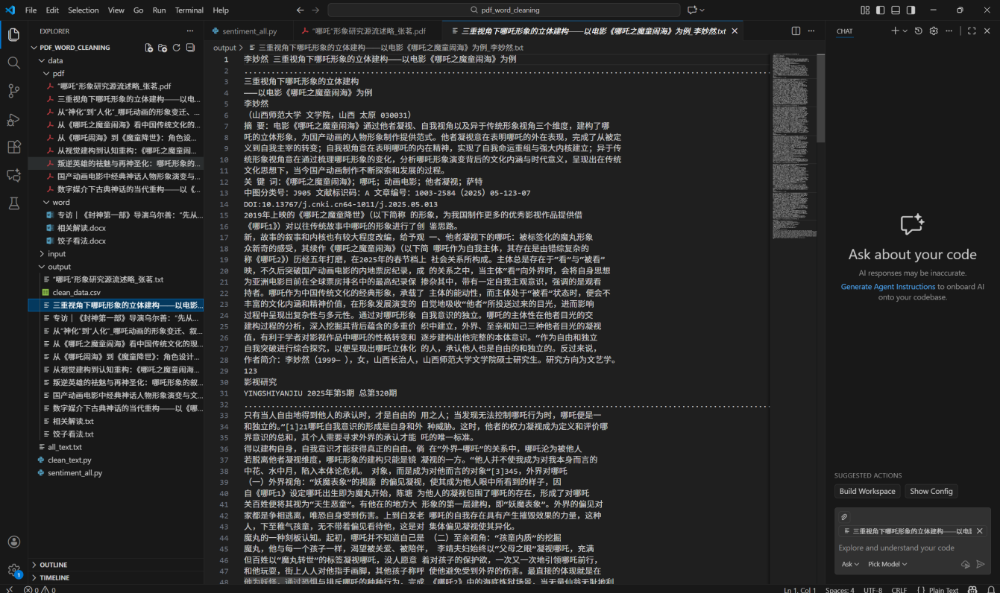 File Edit Selection View Go Run Terminal Help
pdf_word_cleaning
EXPLORER
PDF_WORD_CLEANING
data
pdf
"哪吒"形象研究源流述略_张茗.pdf
三重视角下哪吒形象的立体建构——以电...
从"神化"到"人化"_哪吒动画的形象变迁、...
从《哪吒之魔童闹海》看中国传统文化的...
从《哪吒闹海》到《魔童降世》：角色设...
从视觉建构到认知重构：《哪吒之魔童闹...
叛逆英雄的祛魅与再神圣化：哪吒形象的...
国产动画电影中经典神话人物形象演变与...
数字媒介下古典神话的当代重构——以《...
word
专访｜《封神第一部》导演乌尔善：“先从...
相关解读.docx
饺子看法.docx
input
output
"哪吒"形象研究源流述略_张茗.txt
clean_data.csv
三重视角下哪吒形象的立体建构——以电影...
专访｜《封神第一部》导演乌尔善：“先从...
从"神化"到"人化"_哪吒动画的形象变迁、叙...
从《哪吒之魔童闹海》看中国传统文化的现...
从《哪吒闹海》到《魔童降世》：角色设计...
从视觉建构到认知重构：《哪吒之魔童闹海...
叛逆英雄的祛魅与再神圣化：哪吒形象的叙...
国产动画电影中经典神话人物形象演变与文...
数字媒介下古典神话的当代重构——以《哪...
相关解读.txt
饺子看法.txt
all_text.txt
clean_text.py
sentiment_all.py
OUTLINE
TIMELINE
sentiment_all.py
"哪吒"形象研究源流述略_张茗.pdf
三重视角下哪吒形象的立体建构——以电影《哪吒之魔童闹海》为例_李妙然.txt
output > 三重视角下哪吒形象的立体建构——以电影《哪吒之魔童闹海》为例_李妙然.txt
1 李妙然 三重视角下哪吒形象的立体建构——以电影《哪吒之魔童闹海》为例
2 ........................................................................
3 三重视角下哪吒形象的立体建构
4 ——以电影《哪吒之魔童闹海》为例
5 李妙然
6 （山西师范大学 文学院，山西 太原 030031）
7 摘 要：电影《哪吒之魔童闹海》通过他者凝视、自我视角以及异于传统形象视角三个维度，建构了哪
8 吒的立体形象，为国产动画的人物形象制作提供范式。他者凝视意在表明哪吒的外在表现，完成了从被定
9 义到自我主宰的转变；自我视角意在表明哪吒的内在精神，实现了自我命运重组与强大内核建立；异于传
10 统形象视角意在通过梳理哪吒形象的变化，分析哪吒形象演变背后的文化内涵与时代意义，呈现出在传统
11 文化思想下，当今国产动画制作不断探索和发展的过程。
12 关 键 词：《哪吒之魔童闹海》；哪吒；动画电影；他者凝视；萨特
13 中图分类号：J905 文献标识码：A 文章编号：1003-2584（2025）05-123-07
14 DOI:10.13767/j.cnki.cn64-1011/j.2025.05.013
15 2019年上映的《哪吒之魔童降世》（以下简称 的形象，为我国制作更多的优秀影视作品提供借
16 《哪吒1》）对以往传统故事中哪吒的形象进行了创 鉴思路。
17 新，故事的叙事和内核也有较大程度改编，给予观 一、他者凝视下的哪吒：被标签化的魔丸形象
18 众新奇的感受，其续作《哪吒之魔童闹海》（以下简 哪吒作为自我主体，其存在是由错综复杂的
19 称《哪吒2》）历经五年打磨，在2025年的春节档上 社会关系所构成。主体总是存在于“看”与“被看”
20 映，不久后突破国产动画电影的内地票房纪录，成 的关系之中，当主体“看”向外界时，会将自身思想
21 为亚洲电影目前在全球票房排名中的最高纪录保 掺杂其中，带有一定自我主观意识，强调的是观看
22 持者。哪吒作为中国传统文化的经典形象，承载了 主体的能动性，而主体处于“被看”状态时，便会不
23 丰富的文化内涵和精神价值，在形象发展演变的 自觉地吸收“他者”所投送过来的目光，进而影响
24 过程中呈现出复杂性与多元性。通过对哪吒形象 自我意识的独立。哪吒的主体性在他者目光的交
25 建构过程的分析，深入挖掘其背后蕴含的多重价 织中建立，外界、至亲和知己三种他者目光的凝视
26 值，有利于学者对影视作品中哪吒的性格转变和 逐步建构出他完整的本体意识。“作为自由和独立
27 自我突破进行综合探究，以便呈现出哪吒立体化 的人，承认他人也是自由的和独立的。反过来说，
28 作者简介：李妙然（1999— ），女，山西长治人，山西师范大学文学院硕士研究生。研究方向为文艺学。
29 123
30 影视研究
31 YINGSHIYANJIU 2025年第5期 总第320期
32 ........................................................................
33 只有当人自由地得到他人的承认时，才是自由的 用之人；当发现无法控制哪吒行为时，哪吒便是一
34 和独立的。”[1]21哪吒自我意识的形成是自身和外 种威胁。这时，他者的权力凝视成为定义和评价哪
35 界意识的总和，其个人需要寻求外界的承认才能 吒的唯一标准。
36 得以建构自身，自我意识才能获得真正的自由。倘 在“外界—哪吒”的关系中，哪吒沦为被他人
37 若脱离他者凝视维度，哪吒形象的建构只能是镜 凝视的一方。“他人并不使我成为对我本身而言的
38 中花、水中月，陷入本体论危机。 对象，而是成为对他而言的对象”[3]345，外界对哪吒
39 （一）外界视角：“妖魔表象”的揭露 的偏见凝视，使其成为他人眼中所看到的样子，因
40 自《哪吒1》设定哪吒出生即为魔丸开始，陈塘 为他人的凝视包围了哪吒的存在，形成了对哪吒
41 关百姓便将其视为“天生恶童”。有他在的地方大 形象的第一层建构，即“妖魔表象”。外界的偏见对
42 家都是争相逃离，唯恐自身受到伤害。上到白发老 哪吒的自我存在具有产生摧毁效果的力量，这种
43 人，下至稚气孩童，无不带着偏见看待他，这是对 集体偏见凝视使其异化。
44 魔丸的一种刻板认知。起初，哪吒并不知道自己是 （二）至亲视角：“孩童内质”的挖掘
45 魔丸，他与每一个孩子一样，渴望被关爱、被陪伴， 李靖夫妇始终以“父母之眼”凝视哪吒，充满
46 但百姓以“魔丸转世”的标签凝视哪吒，没人愿意 着对孩子的保护欲，一次又一次地引领哪吒前行，
47 和他玩耍，街上人人对他指手画脚，其他孩子称呼 使他避免受到外界的伤害。最直接的体现就是在
48 他为妖怪，通过恐惧与排斥哪吒的种种行为，完成 《哪吒2》中的海底炼狱场景，当无量仙翁无耻地利
CHAT
Ask about your code
AI responses may be inaccurate.
Generate Agent Instructions to onboard AI
onto your codebase.
SUGGESTED ACTIONS
Build Workspace
Show Config
三重视角下哪吒形象的立体建构——以电
Explore and understand your code
Ask
Pick Model
1
0 0
Ln 1, Col 1 Spaces: 4 UTF-8 CRLF {} Plain Text